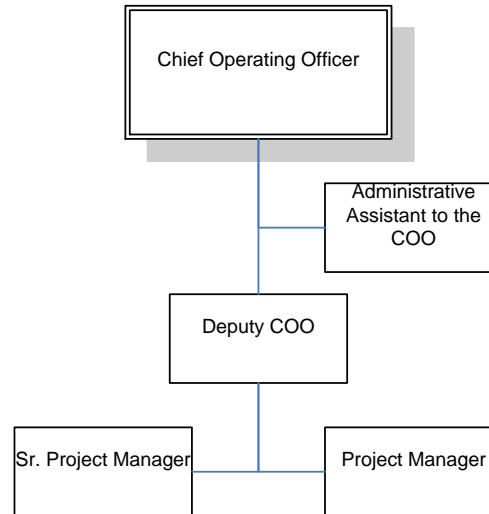 Chief Operating Officer
Administrative
Assistant to the
COO
Deputy COO
Sr. Project Manager
Project Manager